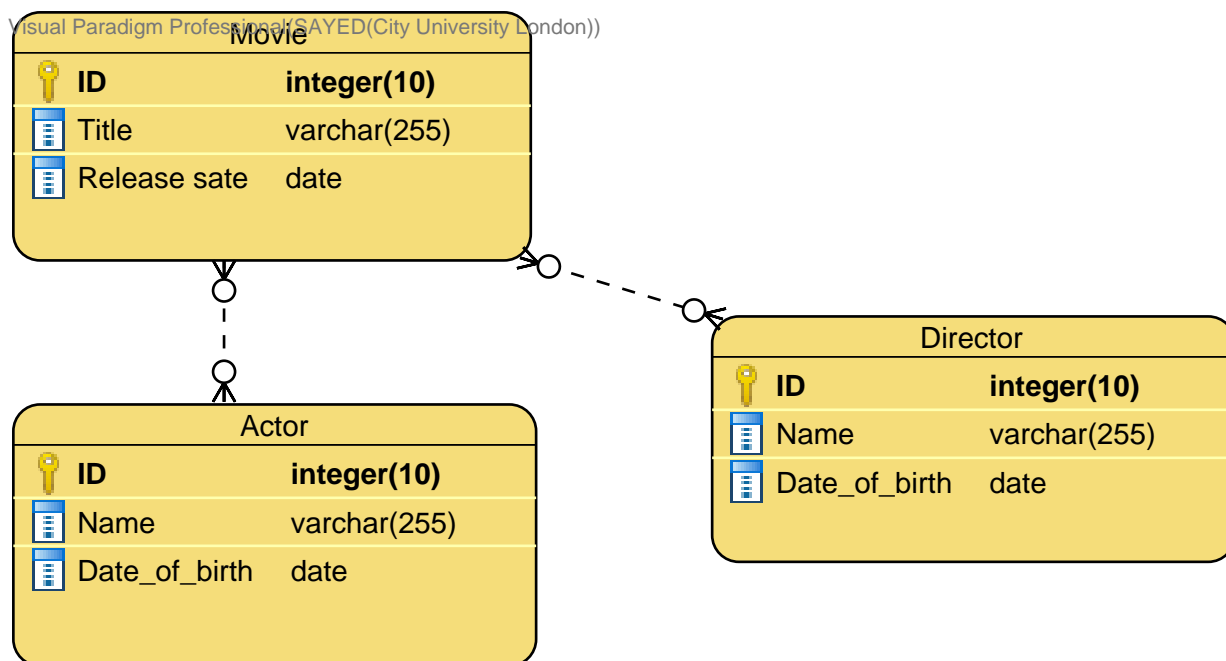 Visual Paradigm Professional(SAYED(City University London))
Movie
ID integer(10)
Title varchar(255)
Release sate date
Director
ID integer(10)
Name varchar(255)
Date_of_birth date
Actor
ID integer(10)
Name varchar(255)
Date_of_birth date